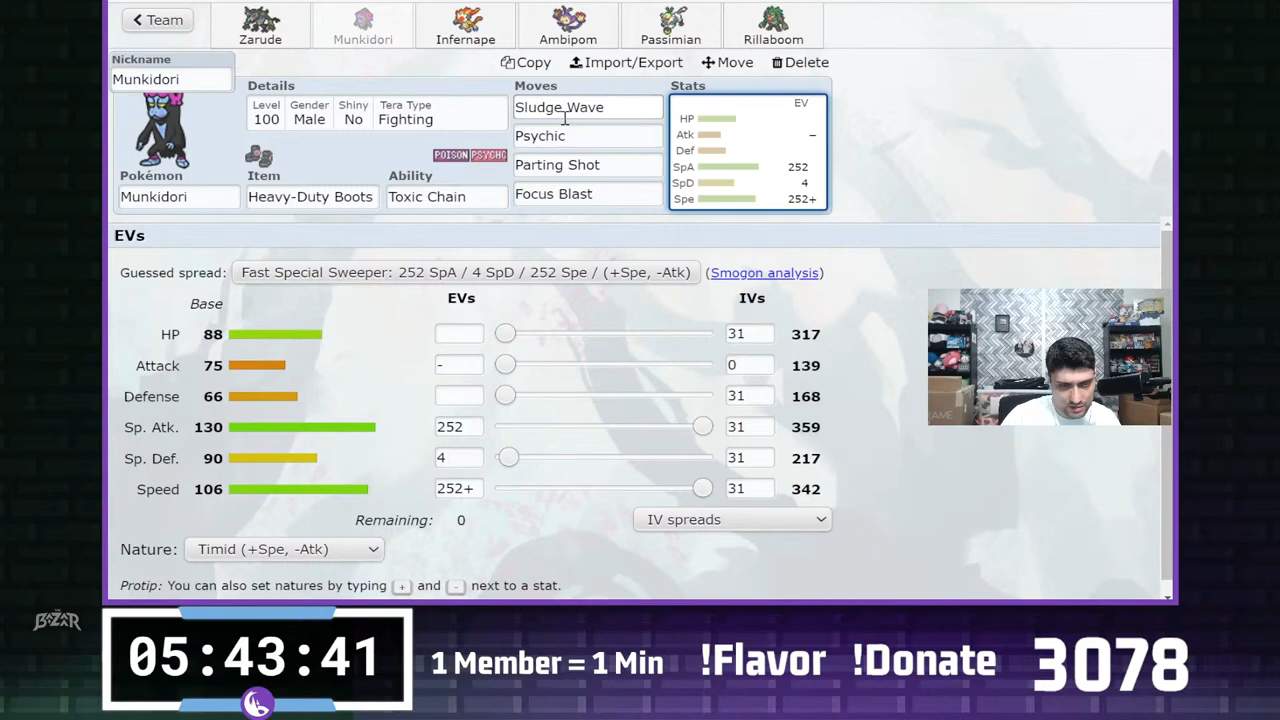 Team
Zarude
Munkidori
Infernape
Ambipom
Passimian
Rillaboom
Copy
Import/Export
Move
Delete
Nickname
Munkidori
Details
Level
100
Gender
Male
Shiny
No
Tera Type
Fighting
POISON PSYCHC
Pokémon
Munkidori
Item
Heavy-Duty Boots
Ability
Toxic Chain
Moves
Sludge Wave
Psychic
Parting Shot
Focus Blast
Stats
EV
HP
Atk –
Def
SpA 252
SpD 4
Spe 252+
EVs
Guessed spread: Fast Special Sweeper: 252 SpA / 4 SpD / 252 Spe / (+Spe, -Atk) (Smogon analysis)
Base EVs IVs
HP 88 31 317
Attack 75 - 0 139
Defense 66 31 168
Sp. Atk. 130 252 31 359
Sp. Def. 90 4 31 217
Speed 106 252+ 31 342
Remaining: 0 IV spreads
Nature: Timid (+Spe, -Atk)
Protip: You can also set natures by typing + and - next to a stat.
BAZAR
05:43:41
1 Member = 1 Min
!Flavor !Donate
3078